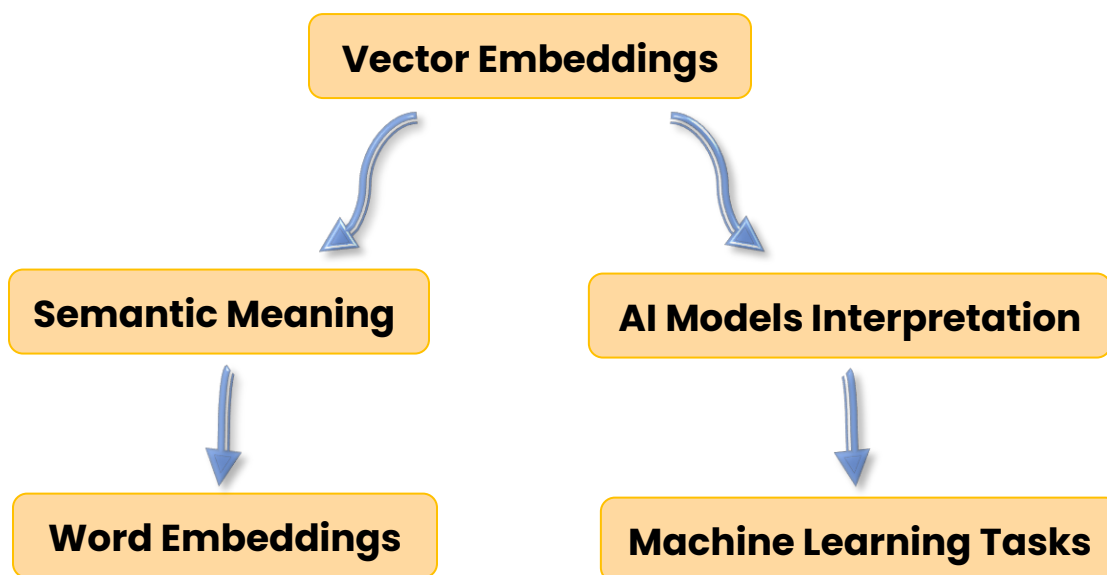 Vector Embeddings
Semantic Meaning
AI Models Interpretation
Word Embeddings
Machine Learning Tasks